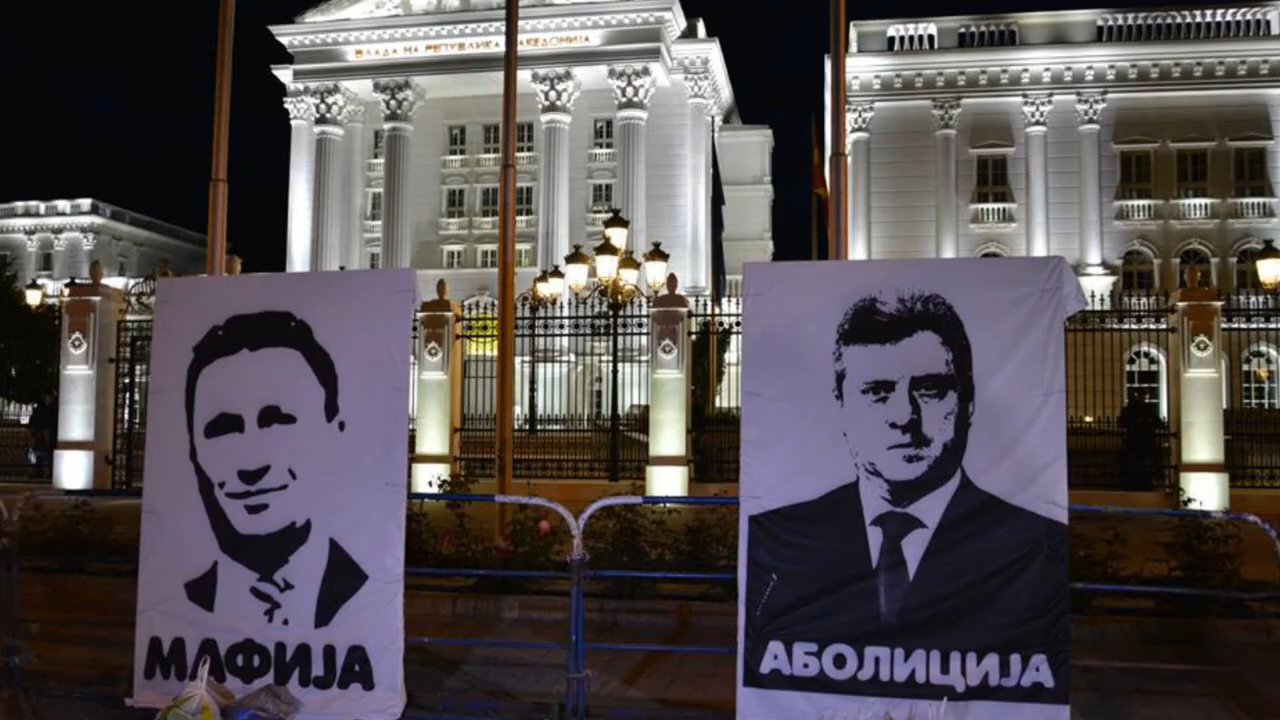 ВЛАДА НА РЕПУБЛИКА МАКЕДОНИЈА
МАФИЈА
АБОЛИЦИЈА